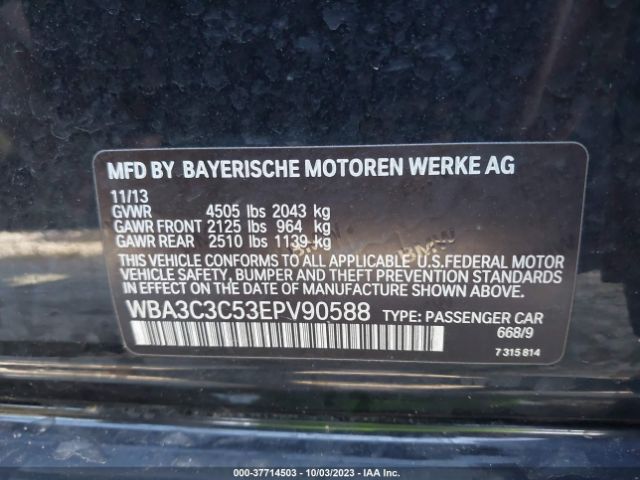 MFD BY BAYERISCHE MOTOREN WERKE AG
11/13
GVWR 4505 lbs 2043 kg
GAWR FRONT 2125 lbs 964 kg
GAWR REAR 2510 lbs 1139 kg
THIS VEHICLE CONFORMS TO ALL APPLICABLE U.S.FEDERAL MOTOR
VEHICLE SAFETY, BUMPER AND THEFT PREVENTION STANDARDS
IN EFFECT ON THE DATE OF MANUFACTURE SHOWN ABOVE.
WBA3C3C53EPV90588 TYPE: PASSENGER CAR
668/9
7 315 814
000-37714503 - 10/03/2023 - IAA Inc.